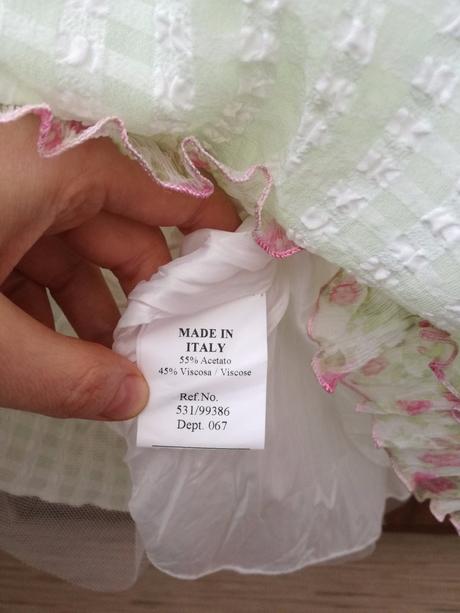 MADE IN
ITALY
55% Acetato
45% Viscosa / Viscose
Ref.No.
531/99386
Dept. 067